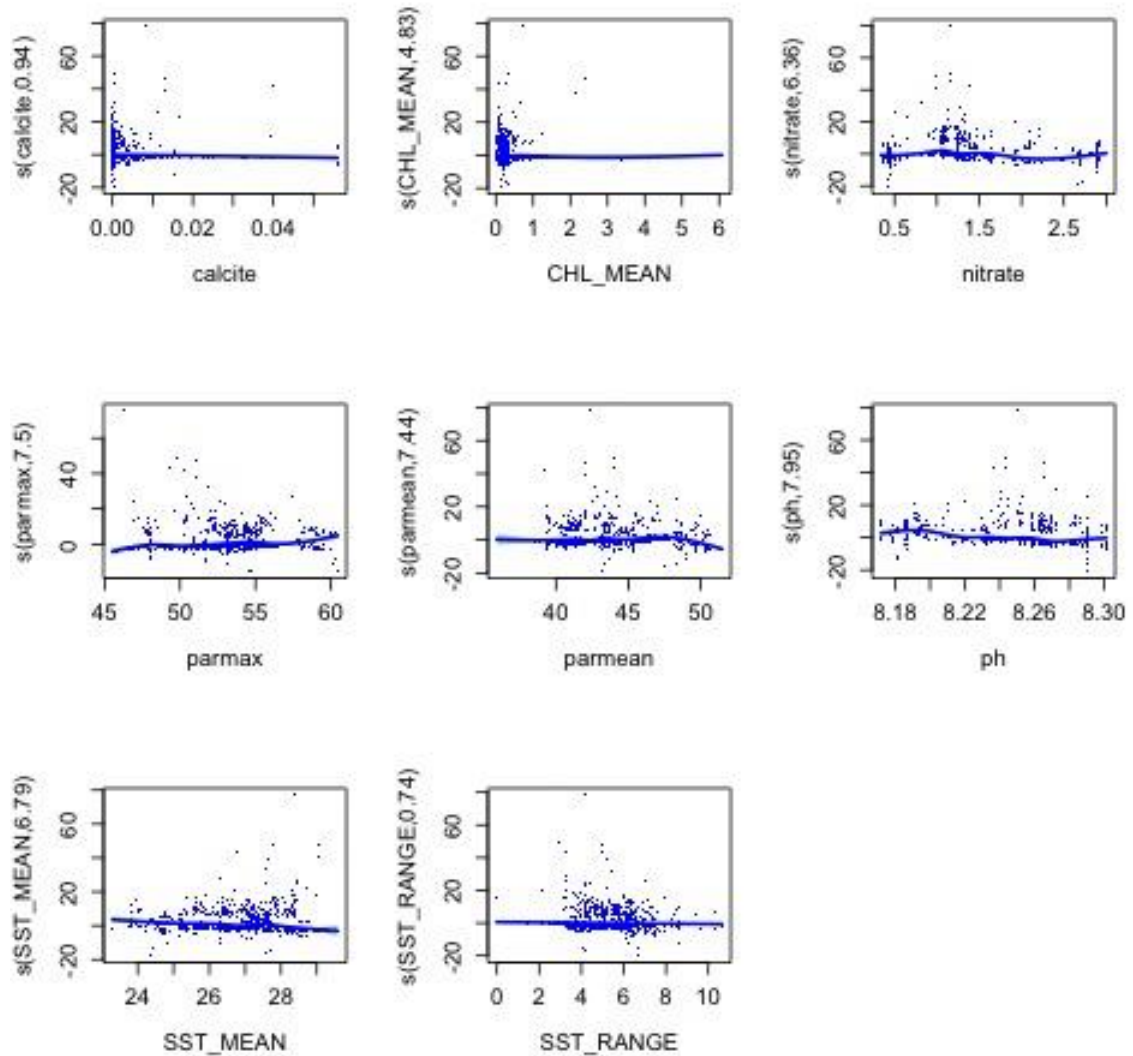 s(calcite,0.94)
60
20
-20
0.00 0.02 0.04
calcite
s(CHL_MEAN,4.83)
60
20
-20
0 1 2 3 4 5 6
CHL_MEAN
s(nitrate,6.36)
60
20
-20
0.5 1.5 2.5
nitrate
s(parmax,7.5)
40
0
45 50 55 60
parmax
s(parmean,7.44)
60
20
-20
40 45 50
parmean
s(ph,7.95)
60
20
-20
8.18 8.22 8.26 8.30
ph
s(SST_MEAN,6.79)
60
20
-20
24 26 28
SST_MEAN
s(SST_RANGE,0.74)
60
20
-20
0 2 4 6 8 10
SST_RANGE